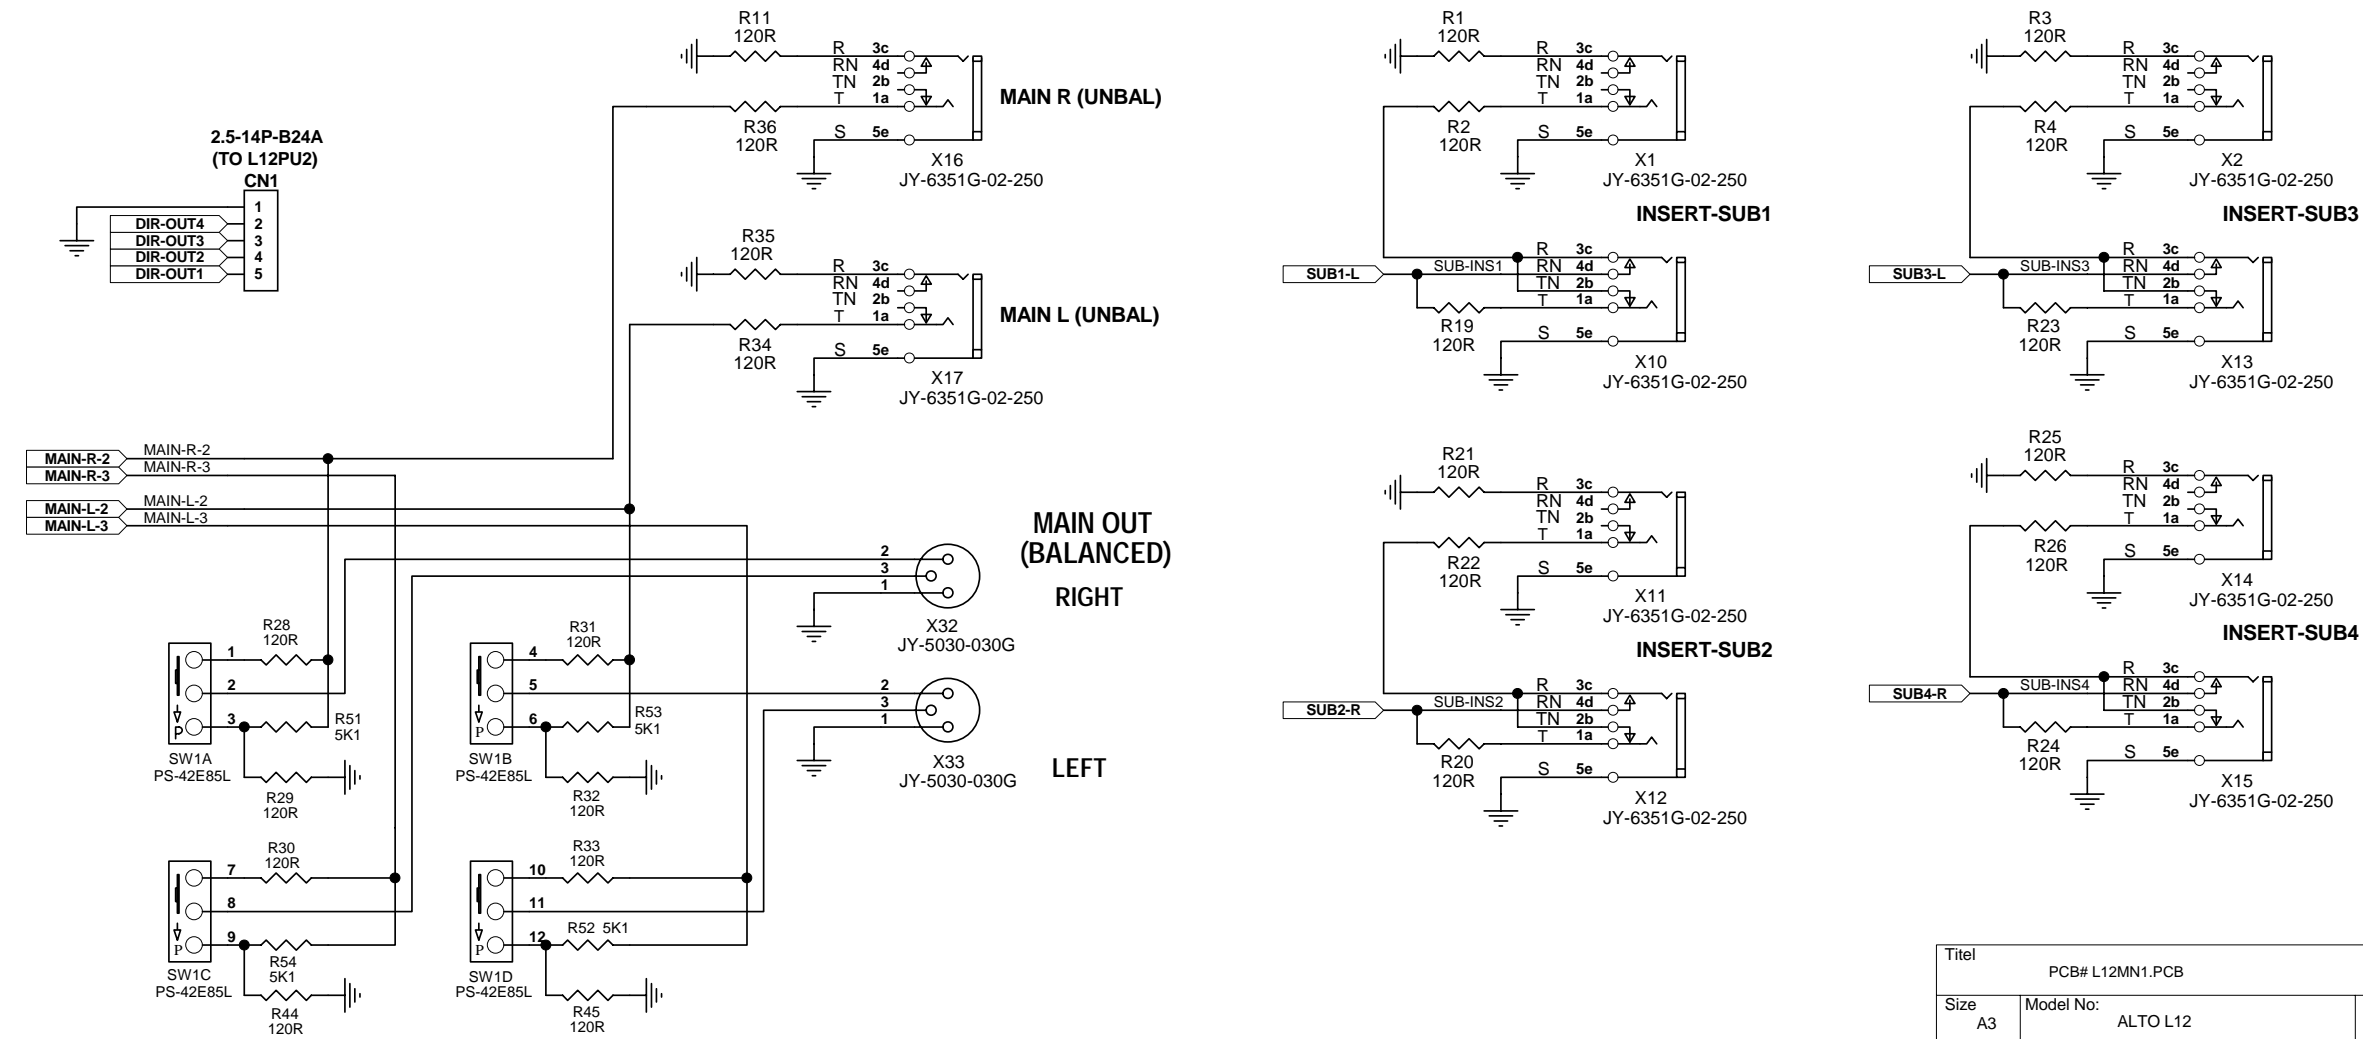 2.5-14P-B24A
(TO L12PU2)
CN1
1
DIR-OUT4 2
DIR-OUT3 3
DIR-OUT2 4
DIR-OUT1 5
R11
120R
R 3c
RN 4d
TN 2b
T 1a
R36
120R
S 5e
X16
JY-6351G-02-250
MAIN R (UNBAL)
R35
120R
R 3c
RN 4d
TN 2b
T 1a
R34
120R
S 5e
X17
JY-6351G-02-250
MAIN L (UNBAL)
MAIN-R-2 MAIN-R-2
MAIN-R-3 MAIN-R-3
MAIN-L-2 MAIN-L-2
MAIN-L-3 MAIN-L-3
MAIN OUT
(BALANCED)
RIGHT
2
3
1
X32
JY-5030-030G
2
3
1
X33
JY-5030-030G
LEFT
R28
120R
1
2
3
P
R51
5K1
SW1A
PS-42E85L
R29
120R
R31
120R
4
5
6
P
R53
5K1
SW1B
PS-42E85L
R32
120R
R30
120R
7
8
9
P
R54
5K1
SW1C
PS-42E85L
R44
120R
R33
120R
10
11
12
P
R52 5K1
SW1D
PS-42E85L
R45
120R
R1
120R
R 3c
RN 4d
TN 2b
T 1a
R2
120R
S 5e
X1
JY-6351G-02-250
INSERT-SUB1
SUB1-L
SUB-INS1
R 3c
RN 4d
TN 2b
T 1a
R19
120R
S 5e
X10
JY-6351G-02-250
R21
120R
R 3c
RN 4d
TN 2b
T 1a
R22
120R
S 5e
X11
JY-6351G-02-250
INSERT-SUB2
SUB2-R
SUB-INS2
R 3c
RN 4d
TN 2b
T 1a
R20
120R
S 5e
X12
JY-6351G-02-250
R3
120R
R 3c
RN 4d
TN 2b
T 1a
R4
120R
S 5e
X2
JY-6351G-02-250
INSERT-SUB3
SUB3-L
SUB-INS3
R 3c
RN 4d
TN 2b
T 1a
R23
120R
S 5e
X13
JY-6351G-02-250
R25
120R
R 3c
RN 4d
TN 2b
T 1a
R26
120R
S 5e
X14
JY-6351G-02-250
INSERT-SUB4
SUB4-R
SUB-INS4
R 3c
RN 4d
TN 2b
T 1a
R24
120R
S 5e
X15
JY-6351G-02-250
Titel
PCB# L12MN1.PCB
Size
A3
Model No:
ALTO L12